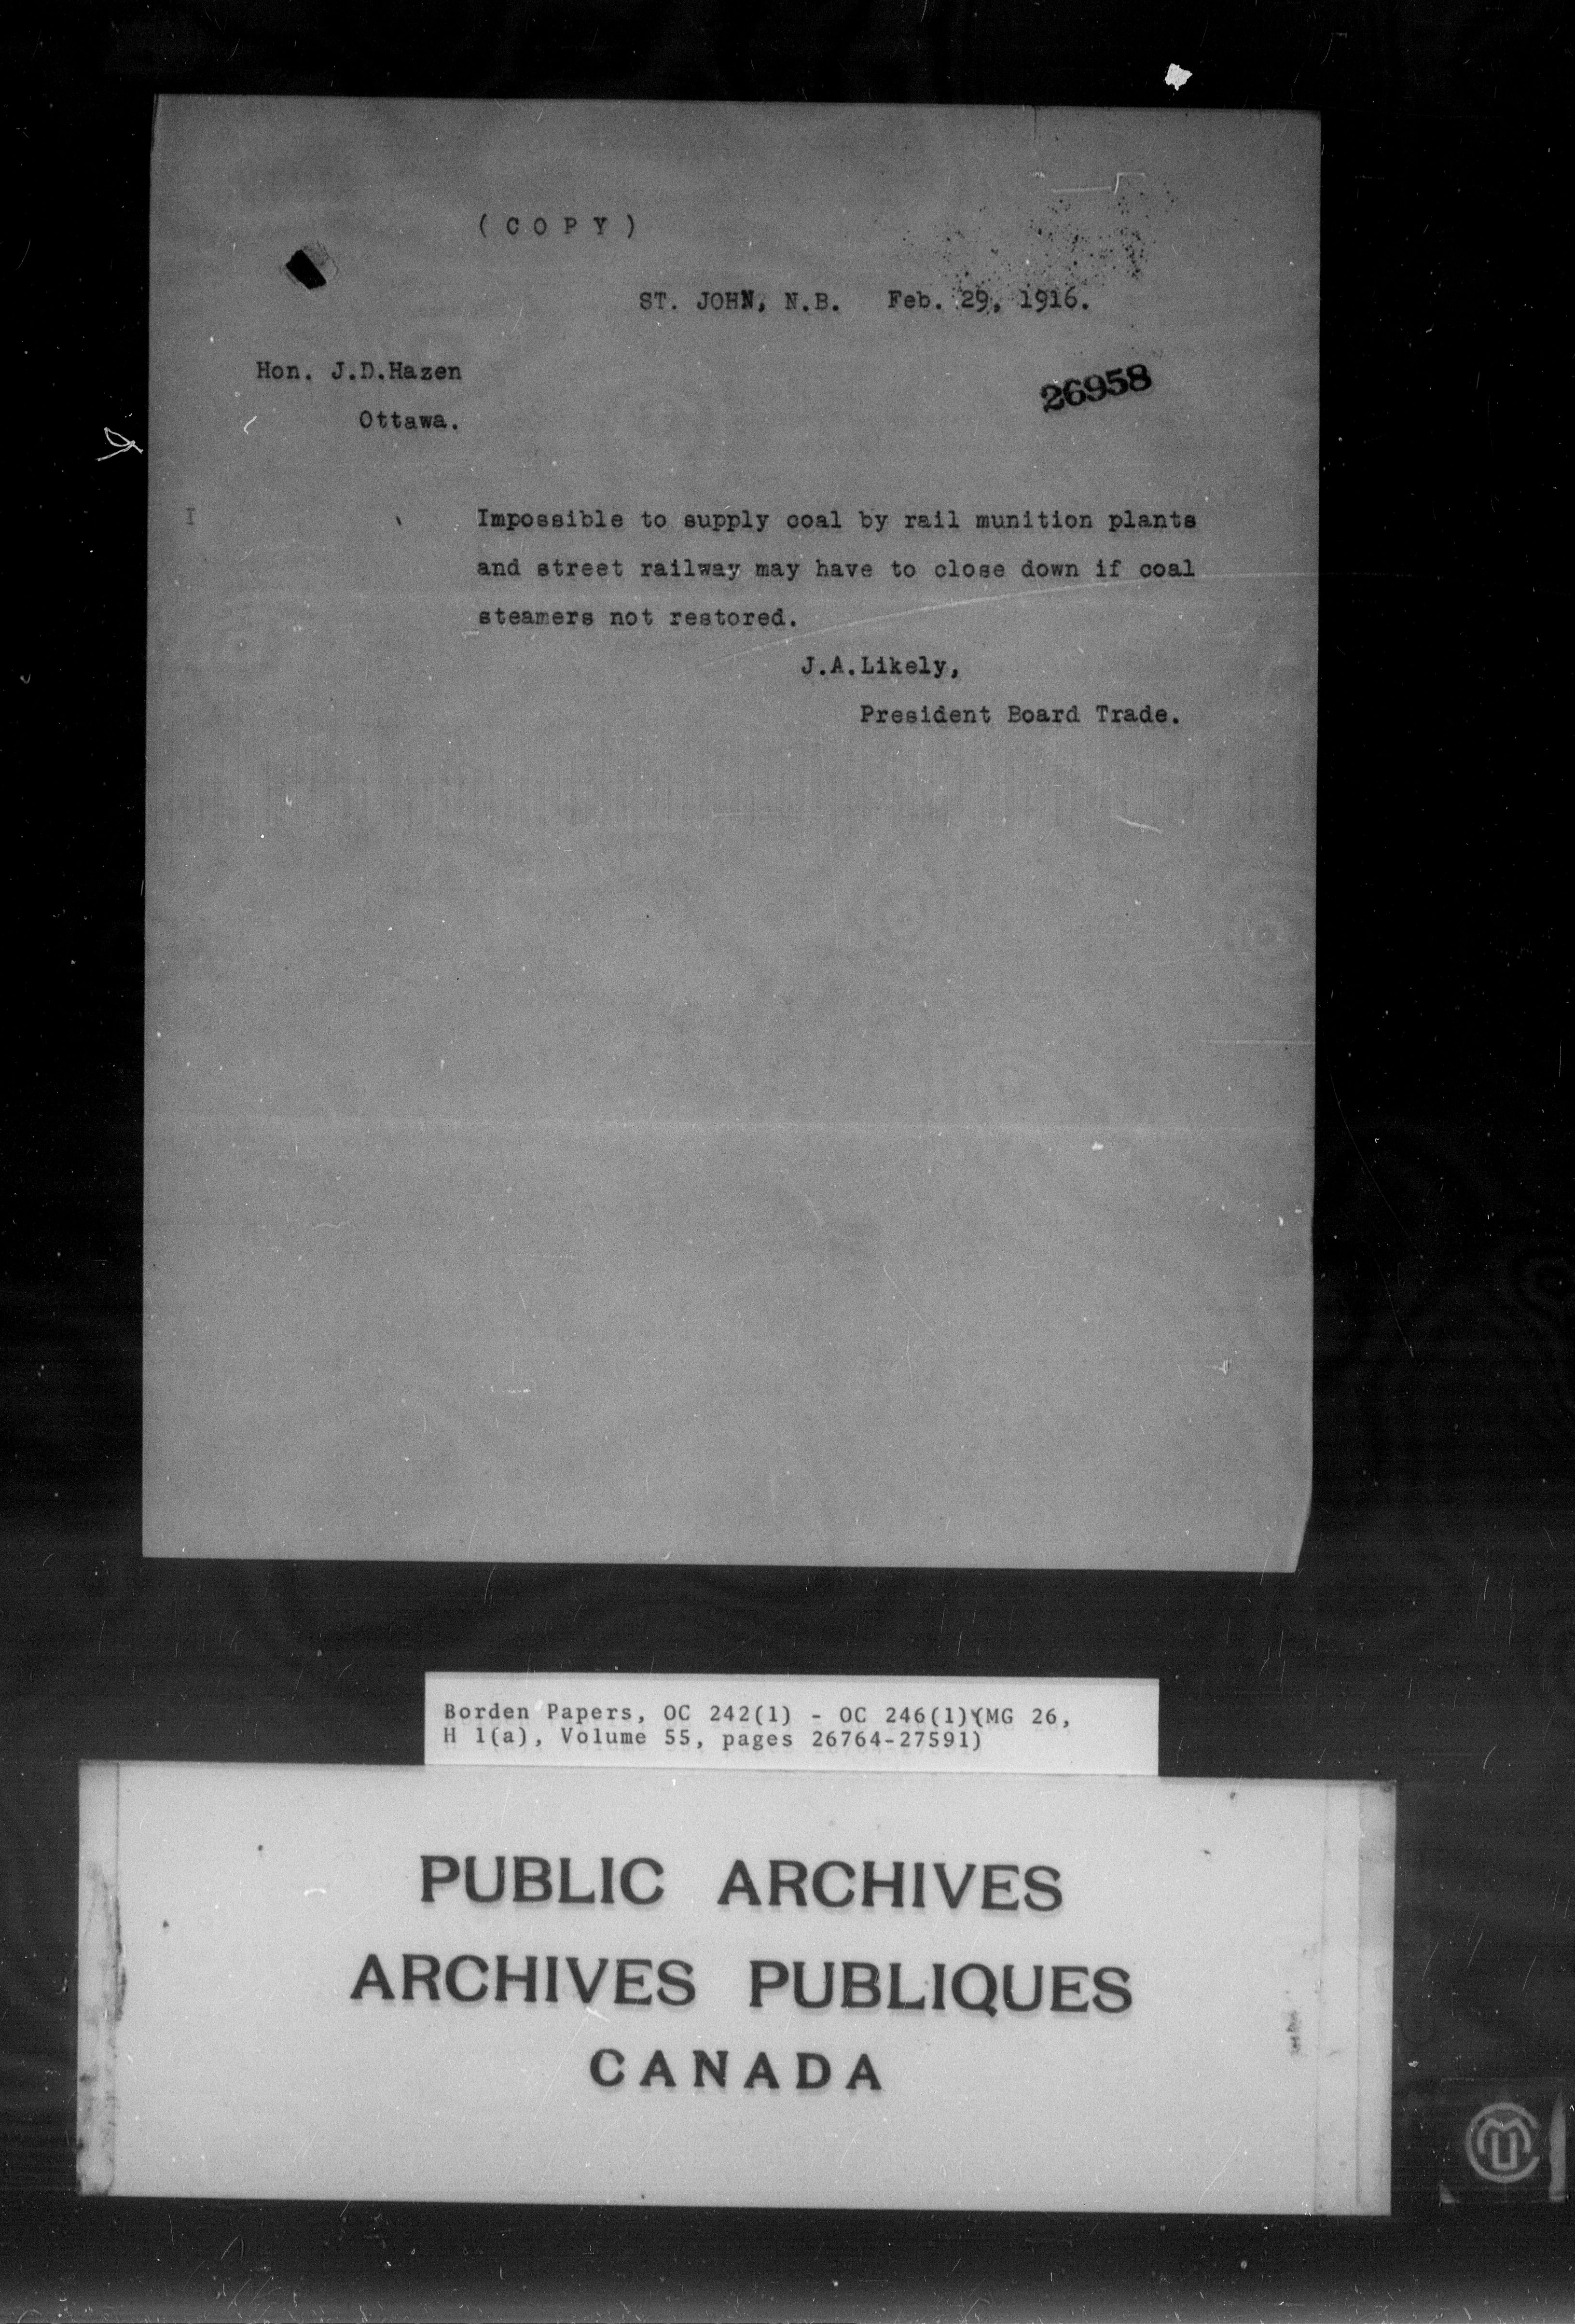 ( C O P Y )
ST. JOHN, N.B. Feb. 29, 1916.
Hon. J.D.Hazen
26958
Ottawa.
I
Impossible to supply coal by rail munition plants
and street railway may have to close down if coal
steamers not restored.
J.A.Likely,
President Board Trade.
Borden Papers, OC 242(1) - OC 246(1)(MG 26,
H 1(a), Volume 55, pages 26764-27591)
PUBLIC ARCHIVES
ARCHIVES PUBLIQUES
CANADA